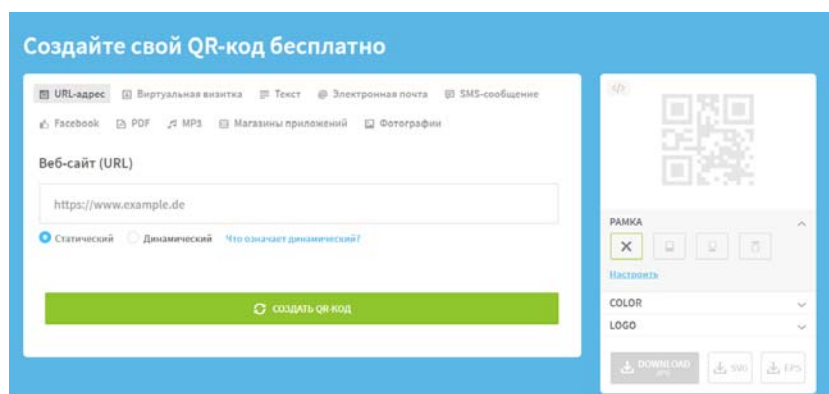 Создайте свой QR-код бесплатно
URL-адрес Виртуальная визитка Текст Электронная почта SMS-сообщение
Facebook PDF MP3 Магазины приложений Фотографии
Веб-сайт (URL)
https://www.example.de
Статический Динамический Что означает динамический?
СОЗДАТЬ QR-КОД
</>
РАМКА
Настроить
COLOR
LOGO
DOWNLOAD
JPG
SVG
EPS